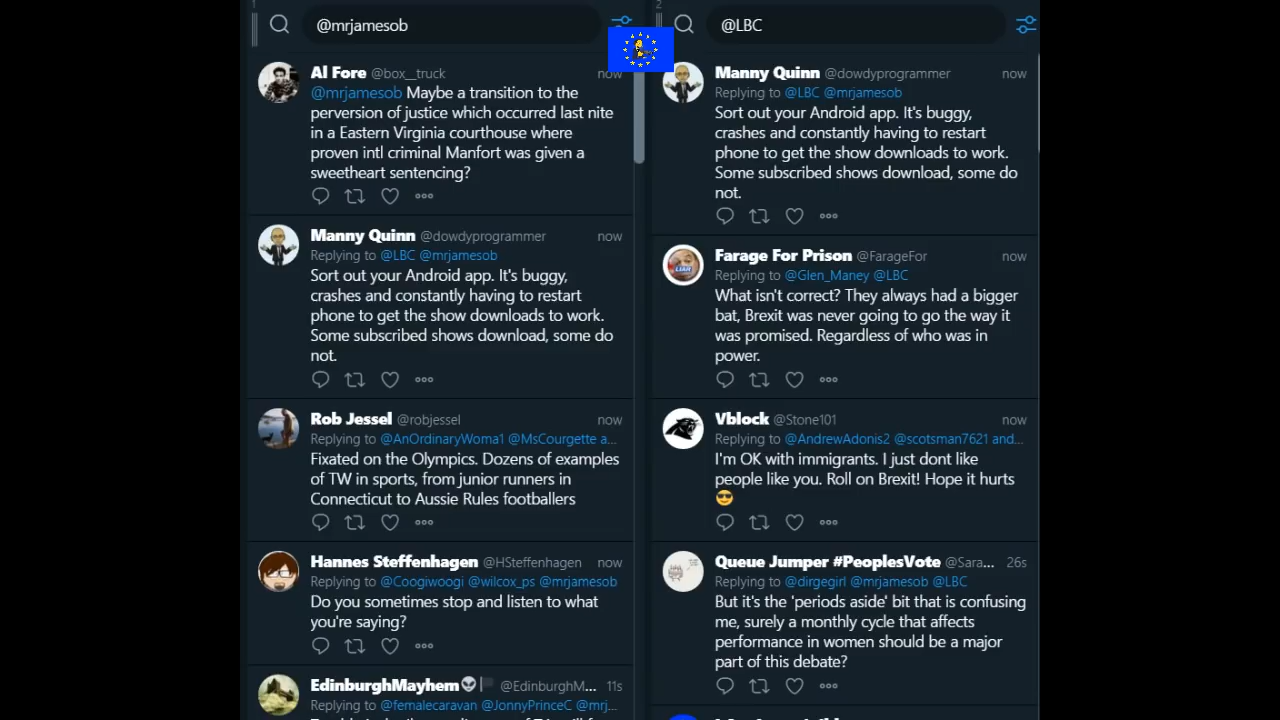 1
@mrjamesob
Al Fore @box__truck now
@mrjamesob Maybe a transition to the
perversion of justice which occurred last nite
in a Eastern Virginia courthouse where
proven intl criminal Manfort was given a
sweetheart sentencing?
Manny Quinn @dowdyprogrammer now
Replying to @LBC @mrjamesob
Sort out your Android app. It's buggy,
crashes and constantly having to restart
phone to get the show downloads to work.
Some subscribed shows download, some do
not.
Rob Jessel @robjessel now
Replying to @AnOrdinaryWoma1 @MsCourgette a...
Fixated on the Olympics. Dozens of examples
of TW in sports, from junior runners in
Connecticut to Aussie Rules footballers
Hannes Steffenhagen @HSteffenhagen now
Replying to @Coogiwoogi @wilcox_ps @mrjamesob
Do you sometimes stop and listen to what
you're saying?
EdinburghMayhem👽🏴 @EdinburghM... 11s
Replying to @femalecaravan @JonnyPrinceC @mrj...
2
@LBC
Manny Quinn @dowdyprogrammer now
Replying to @LBC @mrjamesob
Sort out your Android app. It's buggy,
crashes and constantly having to restart
phone to get the show downloads to work.
Some subscribed shows download, some do
not.
Farage For Prison @FarageFor now
Replying to @Glen_Maney @LBC
What isn't correct? They always had a bigger
bat, Brexit was never going to go the way it
was promised. Regardless of who was in
power.
Vblock @Stone101 now
Replying to @AndrewAdonis2 @scotsman7621 and...
I'm OK with immigrants. I just dont like
people like you. Roll on Brexit! Hope it hurts
😎
Queue Jumper #PeoplesVote @Sara... 26s
Replying to @dirgegirl @mrjamesob @LBC
But it's the 'periods aside' bit that is confusing
me, surely a monthly cycle that affects
performance in women should be a major
part of this debate?